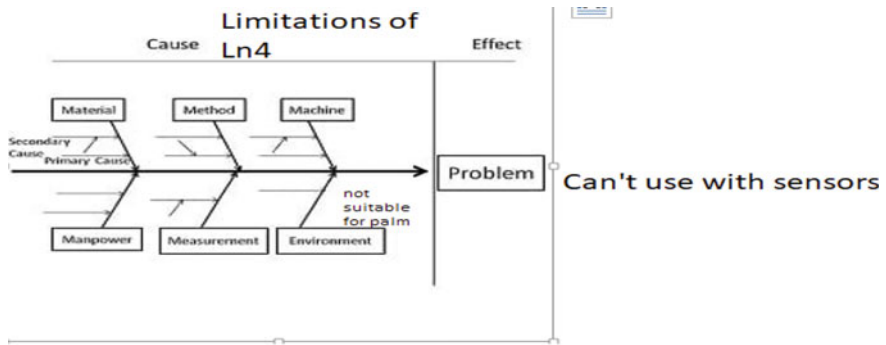 Limitations of
Cause Ln4 Effect
Material Method Machine
Secondary
Cause
Primary Cause
Problem
Can't use with sensors
not
suitable
for palm
Manpower Measurement Environment